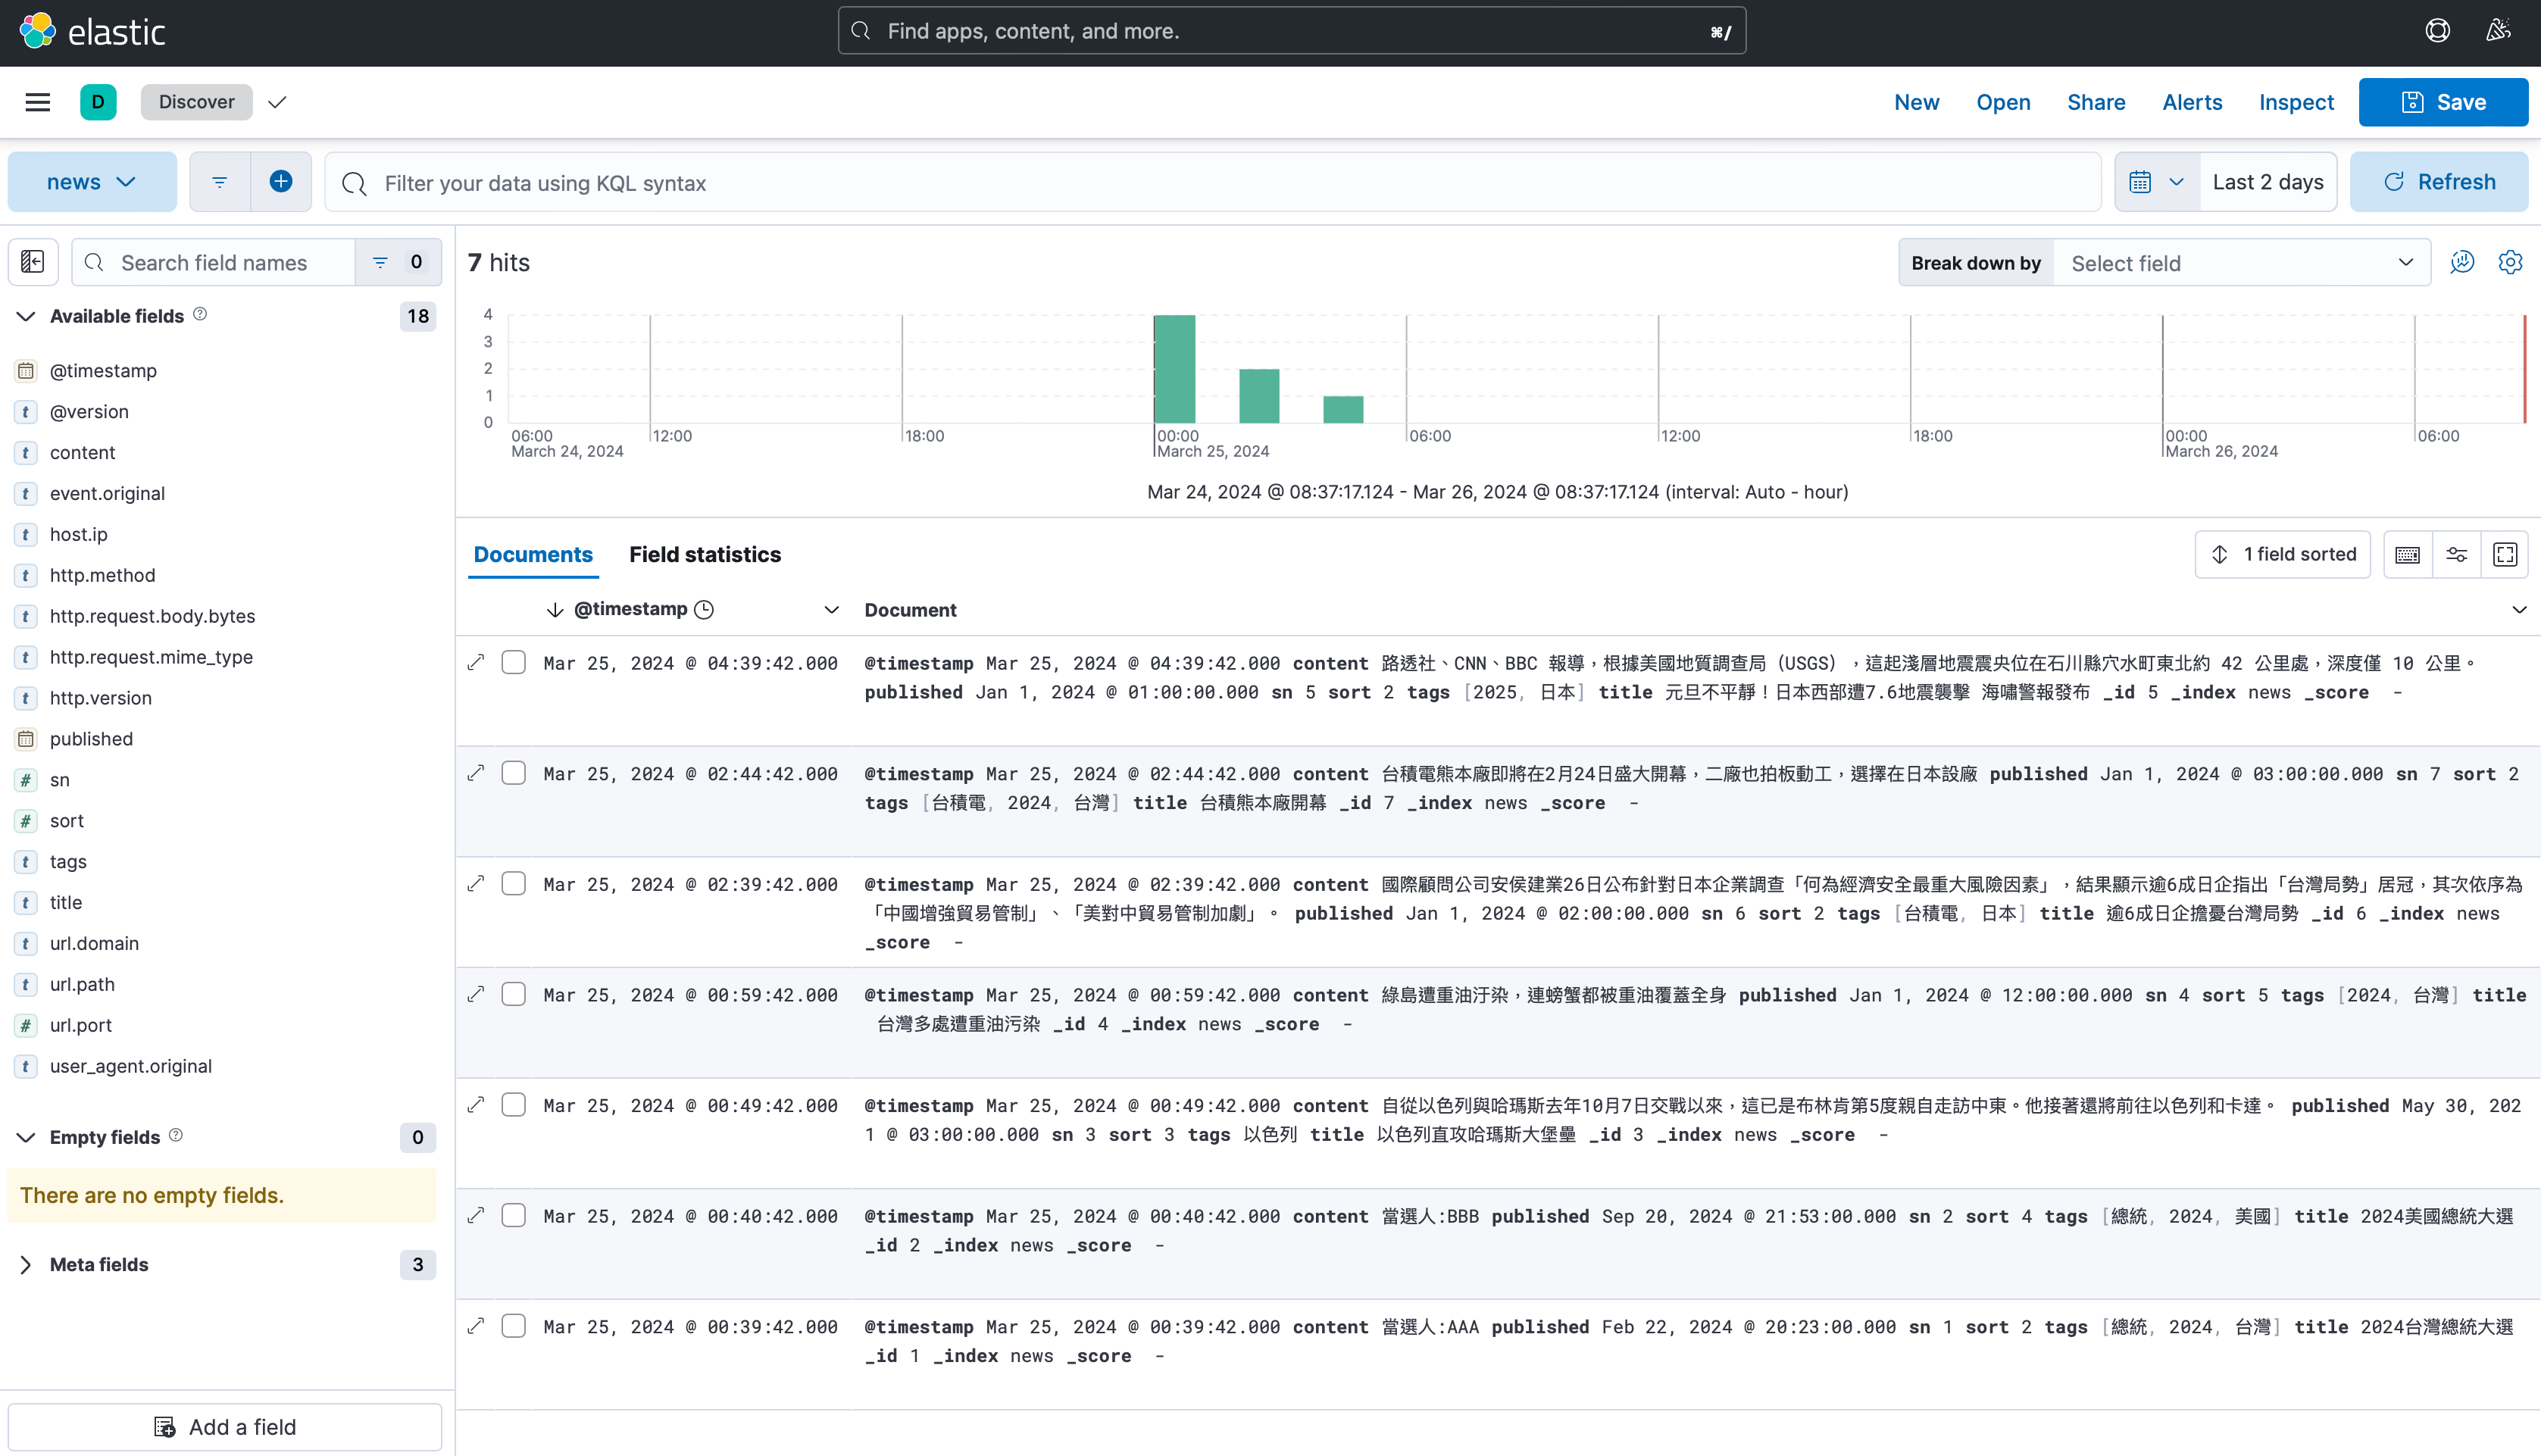 elastic
Find apps, content, and more.
⌘/
D
Discover
New
Open
Share
Alerts
Inspect
Save
news
Filter your data using KQL syntax
Last 2 days
Refresh
Search field names
0
Available fields
18
@timestamp
@version
content
event.original
host.ip
http.method
http.request.body.bytes
http.request.mime_type
http.version
published
sn
sort
tags
title
url.domain
url.path
url.port
user_agent.original
Empty fields
0
There are no empty fields.
Meta fields
3
Add a field
7 hits
Break down by
Select field
4
3
2
1
0
06:00 12:00 18:00 00:00 06:00 12:00 18:00 00:00 06:00
March 24, 2024 March 25, 2024 March 26, 2024
Mar 24, 2024 @ 08:37:17.124 - Mar 26, 2024 @ 08:37:17.124 (interval: Auto - hour)
Documents
Field statistics
1 field sorted
@timestamp
Document
Mar 25, 2024 @ 04:39:42.000 @timestamp Mar 25, 2024 @ 04:39:42.000 content 路透社、CNN、BBC 報導，根據美國地質調查局（USGS），這起淺層地震震央位在石川縣穴水町東北約 42 公里處，深度僅 10 公里。
published Jan 1, 2024 @ 01:00:00.000 sn 5 sort 2 tags [2025, 日本] title 元旦不平靜！日本西部遭7.6地震襲擊 海嘯警報發布 _id 5 _index news _score -
Mar 25, 2024 @ 02:44:42.000 @timestamp Mar 25, 2024 @ 02:44:42.000 content 台積電熊本廠即將在2月24日盛大開幕，二廠也拍板動工，選擇在日本設廠 published Jan 1, 2024 @ 03:00:00.000 sn 7 sort 2
tags [台積電, 2024, 台灣] title 台積熊本廠開幕 _id 7 _index news _score -
Mar 25, 2024 @ 02:39:42.000 @timestamp Mar 25, 2024 @ 02:39:42.000 content 國際顧問公司安侯建業26日公布針對日本企業調查「何為經濟安全最重大風險因素」，結果顯示逾6成日企指出「台灣局勢」居冠，其次依序為
「中國增強貿易管制」、「美對中貿易管制加劇」。 published Jan 1, 2024 @ 02:00:00.000 sn 6 sort 2 tags [台積電, 日本] title 逾6成日企擔憂台灣局勢 _id 6 _index news
_score -
Mar 25, 2024 @ 00:59:42.000 @timestamp Mar 25, 2024 @ 00:59:42.000 content 綠島遭重油汙染，連螃蟹都被重油覆蓋全身 published Jan 1, 2024 @ 12:00:00.000 sn 4 sort 5 tags [2024, 台灣] title
台灣多處遭重油污染 _id 4 _index news _score -
Mar 25, 2024 @ 00:49:42.000 @timestamp Mar 25, 2024 @ 00:49:42.000 content 自從以色列與哈瑪斯去年10月7日交戰以來，這已是布林肯第5度親自走訪中東。他接著還將前往以色列和卡達。 published May 30, 202
1 @ 03:00:00.000 sn 3 sort 3 tags 以色列 title 以色列直攻哈瑪斯大堡壘 _id 3 _index news _score -
Mar 25, 2024 @ 00:40:42.000 @timestamp Mar 25, 2024 @ 00:40:42.000 content 當選人:BBB published Sep 20, 2024 @ 21:53:00.000 sn 2 sort 4 tags [總統, 2024, 美國] title 2024美國總統大選
_id 2 _index news _score -
Mar 25, 2024 @ 00:39:42.000 @timestamp Mar 25, 2024 @ 00:39:42.000 content 當選人:AAA published Feb 22, 2024 @ 20:23:00.000 sn 1 sort 2 tags [總統, 2024, 台灣] title 2024台灣總統大選
_id 1 _index news _score -